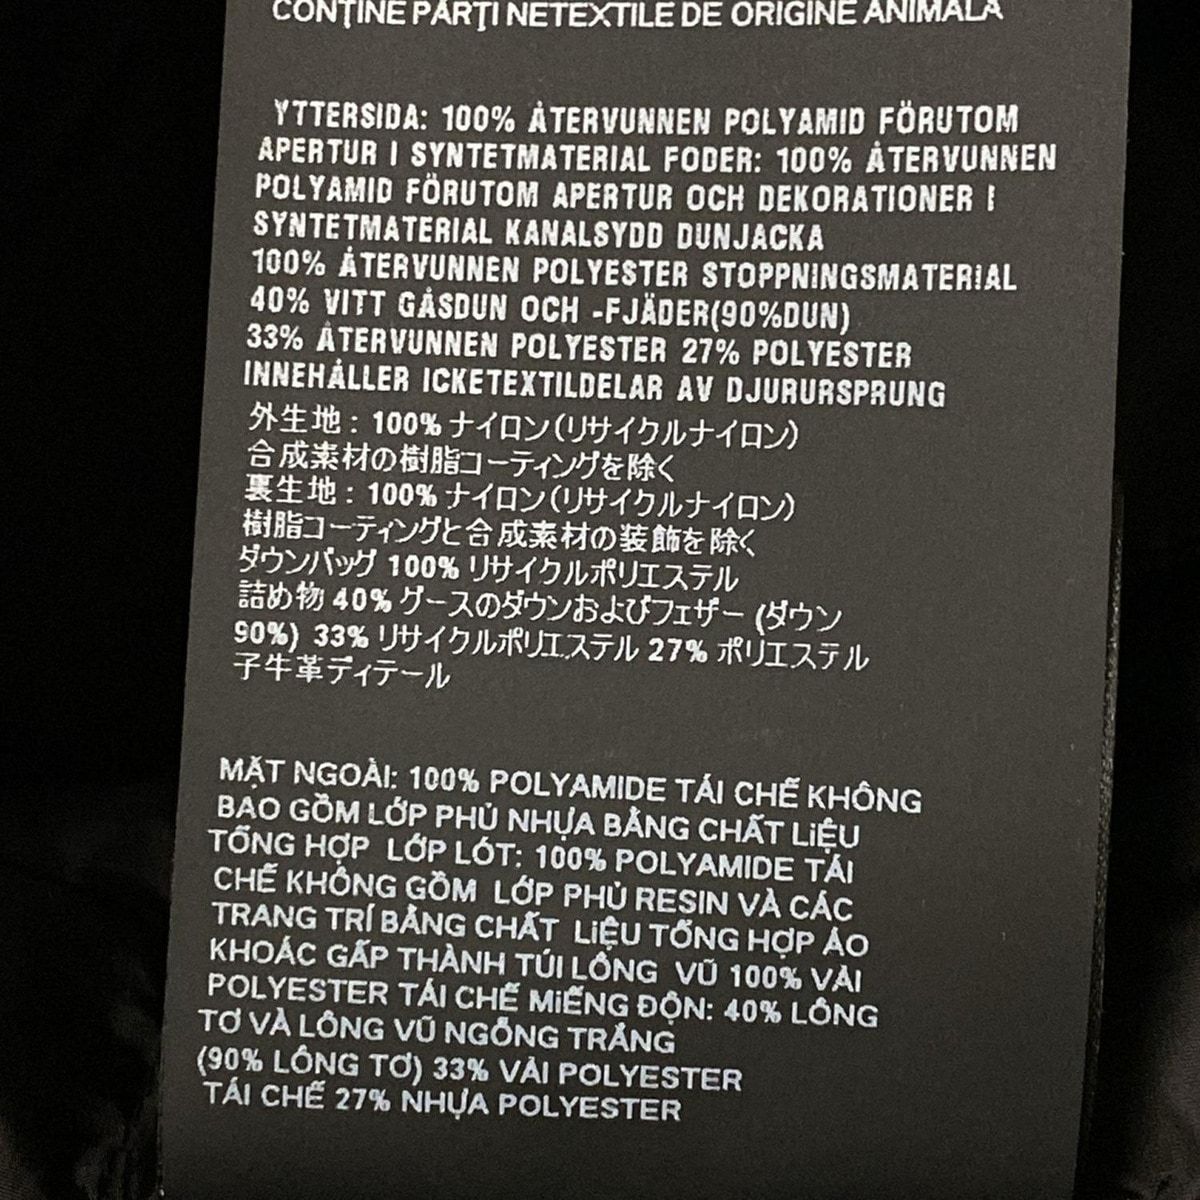 CONȚINE PĂRȚI NETEXTILE DE ORIGINE ANIMALĂ
YTTERSIDA: 100% ÅTERVUNNEN POLYAMID FÖRUTOM
APERTUR I SYNTETMATERIAL FODER: 100% ÅTERVUNNEN
POLYAMID FÖRUTOM APERTUR OCH DEKORATIONER I
SYNTETMATERIAL KANALSYDD DUNJACKA
100% ÅTERVUNNEN POLYESTER STOPPNINGSMATERIAL
40% VITT GÅSDUN OCH -FJÄDER(90%DUN)
33% ÅTERVUNNEN POLYESTER 27% POLYESTER
INNEHÅLLER ICKETEXTILDELAR AV DJURURSPRUNG
外生地：100% ナイロン（リサイクルナイロン）
合成素材の樹脂コーティングを除く
裏生地：100% ナイロン（リサイクルナイロン）
樹脂コーティングと合成素材の装飾を除く
ダウンバッグ 100% リサイクルポリエステル
詰め物 40% グースのダウンおよびフェザー (ダウン
90%) 33% リサイクルポリエステル 27% ポリエステル
子牛革ディテール
MẶT NGOÀI: 100% POLYAMIDE TÁI CHẾ KHÔNG
BAO GỒM LỚP PHỦ NHỰA BẰNG CHẤT LiỆU
TỔNG HỢP LỚP LÓT: 100% POLYAMIDE TÁI
CHẾ KHÔNG GỒM LỚP PHỦ RESIN VÀ CÁC
TRANG TRÍ BẰNG CHẤT LiỆU TỔNG HỢP ÁO
KHOÁC GẤP THÀNH TÚI LÔNG VŨ 100% VẢI
POLYESTER TÁI CHẾ MiẾNG ĐỘN: 40% LÔNG
TƠ VÀ LÔNG VŨ NGỖNG TRẮNG
(90% LÔNG TƠ) 33% VẢI POLYESTER
TÁI CHẾ 27% NHỰA POLYESTER